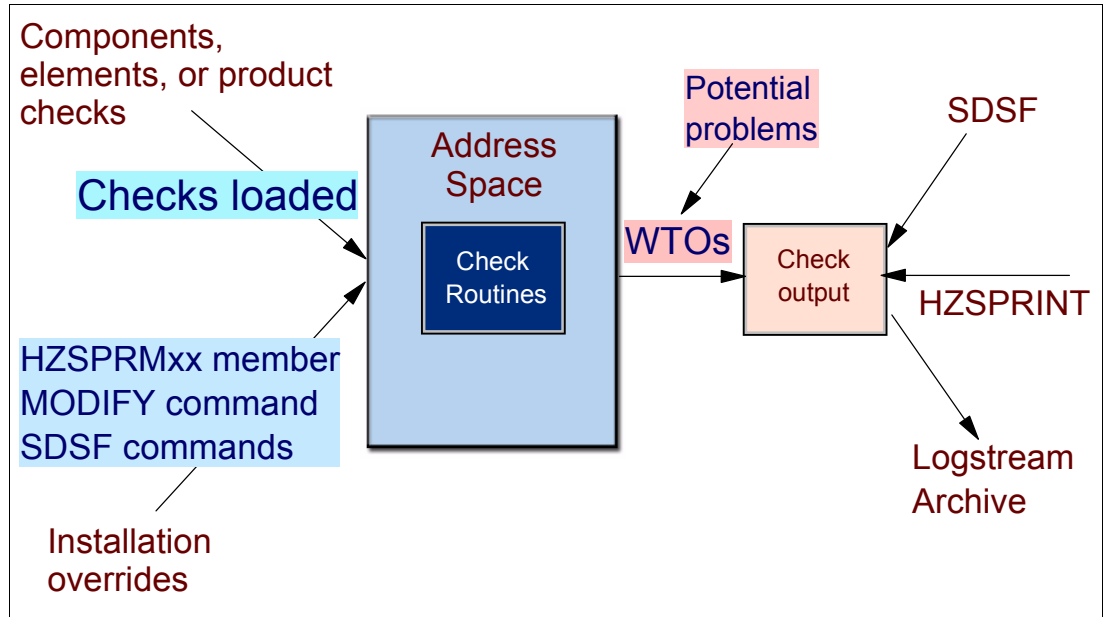 Components,
elements, or product
checks
Checks loaded
HZSPRMxx member
MODIFY command
SDSF commands
Installation
overrides
Address
Space
Check
Routines
Potential
problems
WTOs
Check
output
SDSF
HZSPRINT
Logstream
Archive